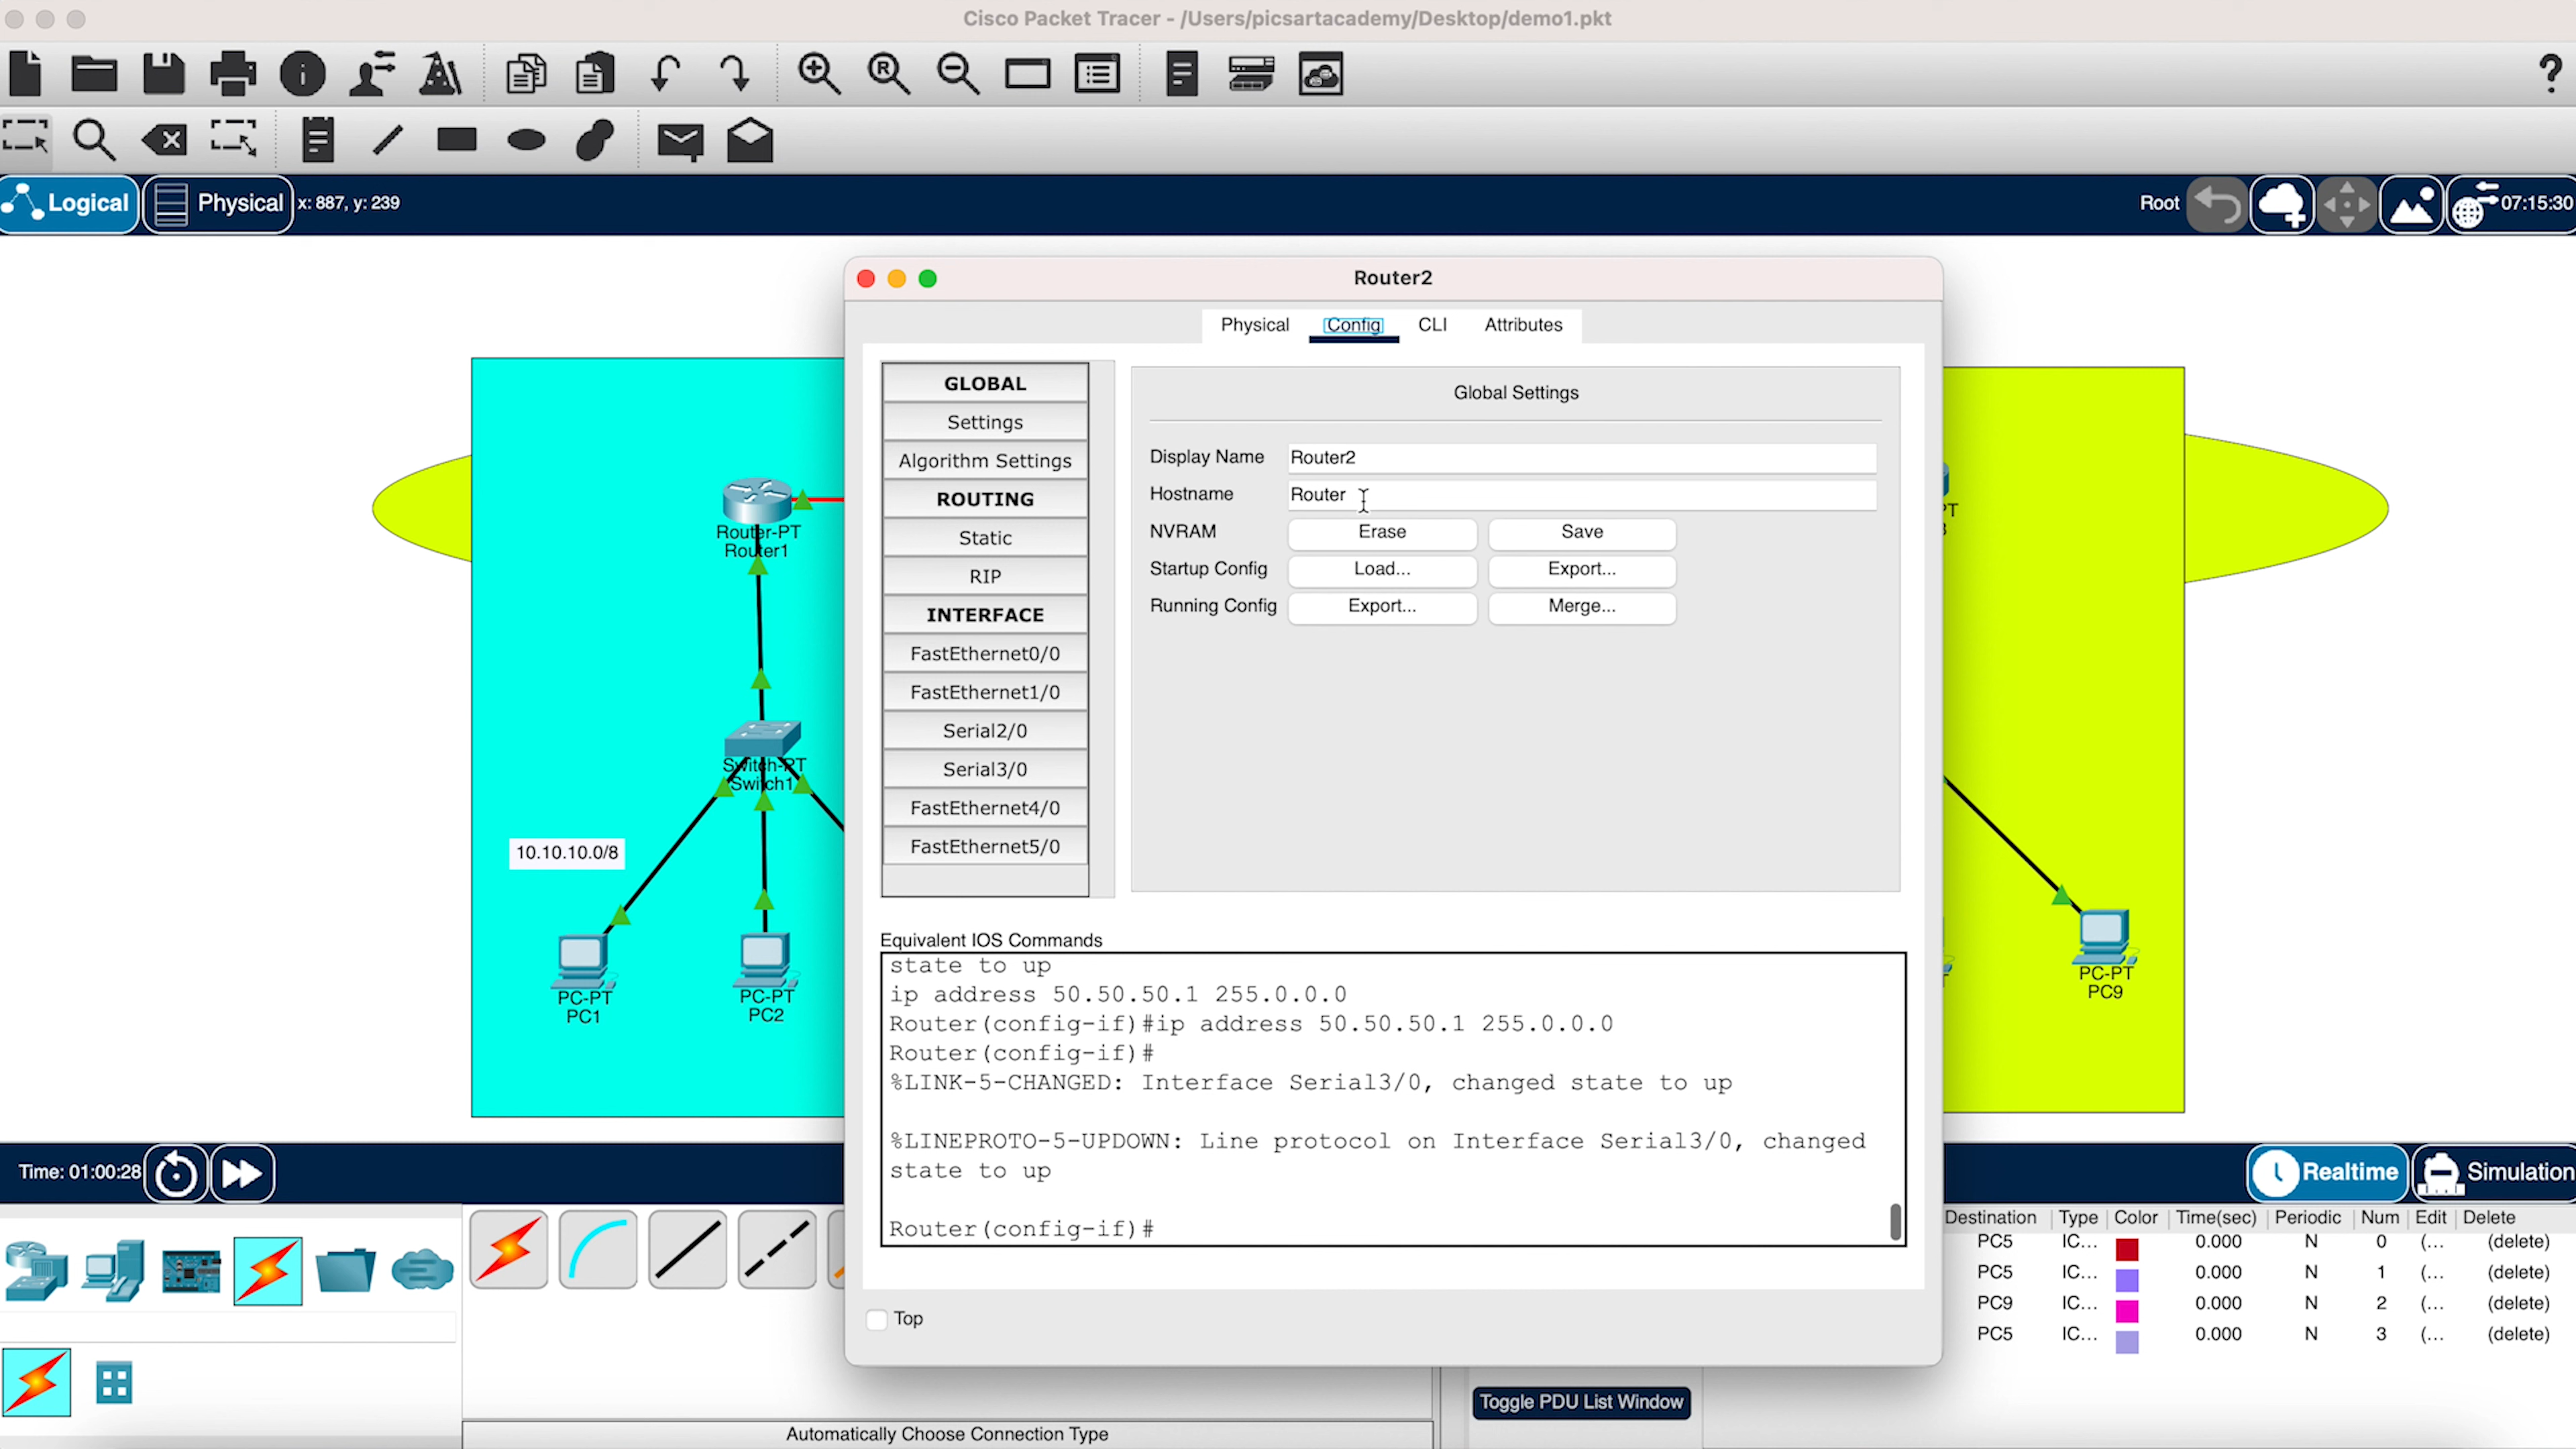 Cisco Packet Tracer - /Users/picsartacademy/Desktop/demo1.pkt
Logical
Physical
x: 887, y: 239
Root
07:15:30
Router2
Physical
Config
CLI
Attributes
GLOBAL
Settings
Algorithm Settings
ROUTING
Static
RIP
INTERFACE
FastEthernet0/0
FastEthernet1/0
Serial2/0
Serial3/0
FastEthernet4/0
FastEthernet5/0
Global Settings
Display Name
Router2
Hostname
Router
NVRAM
Erase
Save
Startup Config
Load...
Export...
Running Config
Export...
Merge...
Equivalent IOS Commands
state to up
ip address 50.50.50.1 255.0.0.0
Router(config-if)#ip address 50.50.50.1 255.0.0.0
Router(config-if)#
%LINK-5-CHANGED: Interface Serial3/0, changed state to up
%LINEPROTO-5-UPDOWN: Line protocol on Interface Serial3/0, changed
state to up
Router(config-if)#
Top
Router-PT
Router1
Switch-PT
Switch1
10.10.10.0/8
PC-PT
PC1
PC-PT
PC2
PC-PT
PC9
Time: 01:00:28
Realtime
Simulation
Destination Type Color Time(sec) Periodic Num Edit Delete
PC5 IC... 0.000 N 0 (... (delete)
PC5 IC... 0.000 N 1 (... (delete)
PC9 IC... 0.000 N 2 (... (delete)
PC5 IC... 0.000 N 3 (... (delete)
Toggle PDU List Window
Automatically Choose Connection Type